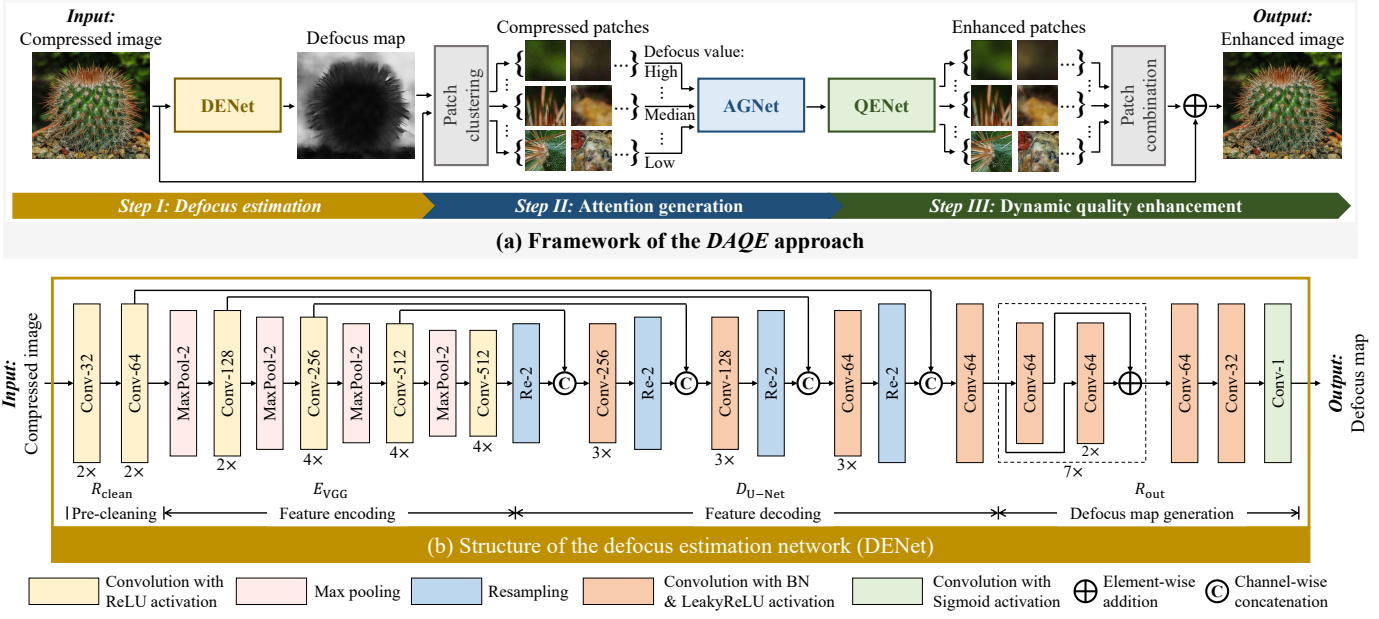 Input:
Compressed image
Defocus map
Compressed patches
Enhanced patches
Output:
Enhanced image
DENet
Patch clustering
Defocus value:
High
Median
Low
AGNet
QENet
Patch combination
Step I: Defocus estimation
Step II: Attention generation
Step III: Dynamic quality enhancement
(a) Framework of the DAQE approach
Input:
Compressed image
Conv-32
2×
Conv-64
2×
MaxPool-2
Conv-128
2×
MaxPool-2
Conv-256
4×
MaxPool-2
Conv-512
4×
MaxPool-2
Conv-512
4×
Re-2
C
Conv-256
3×
Re-2
C
Conv-128
3×
Re-2
C
Conv-64
3×
Re-2
C
Conv-64
Conv-64
Conv-64
2×
7×
Conv-64
Conv-32
Conv-1
Output:
Defocus map
R_clean
E_VGG
D_U−Net
R_out
Pre-cleaning
Feature encoding
Feature decoding
Defocus map generation
(b) Structure of the defocus estimation network (DENet)
Convolution with
ReLU activation
Max pooling
Resampling
Convolution with BN
& LeakyReLU activation
Convolution with
Sigmoid activation
Element-wise
addition
C
Channel-wise
concatenation